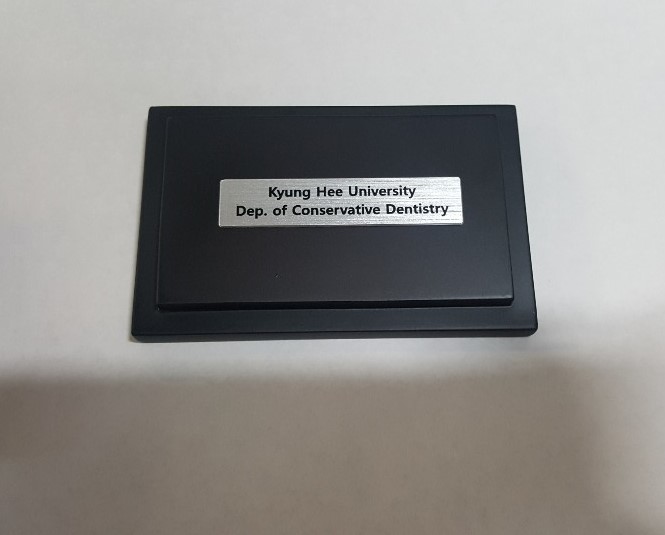 Kyung Hee University
Dep. of Conservative Dentistry